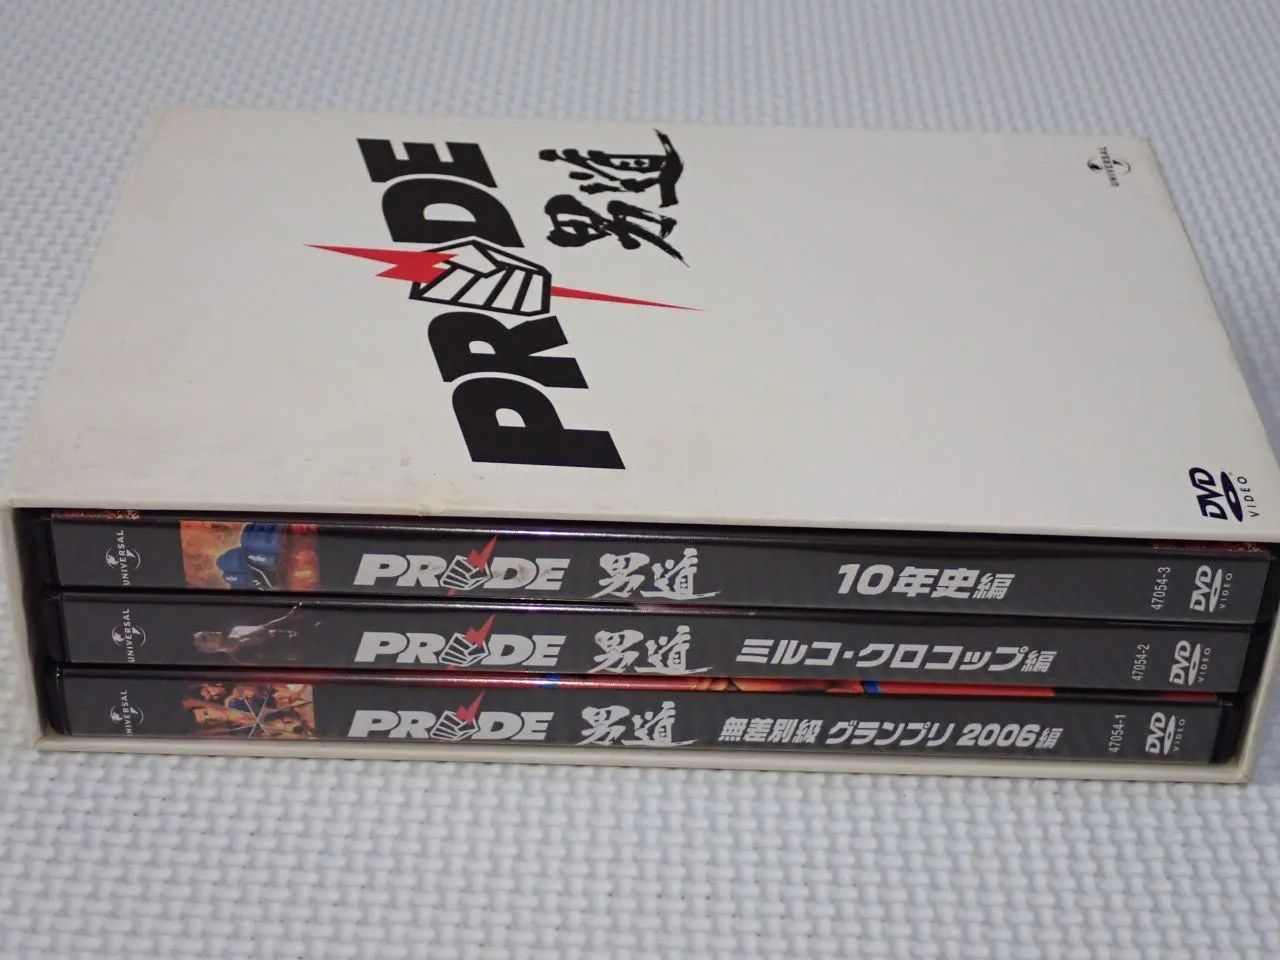 PRIDE
男道
UNIVERSAL
DVD
VIDEO
UNIVERSAL PRIDE 男道 10年史編 47054-3 DVD VIDEO
UNIVERSAL PRIDE 男道 ミルコ・クロコップ編 47054-2 DVD VIDEO
UNIVERSAL PRIDE 男道 無差別級 グランプリ 2006編 47054-1 DVD VIDEO